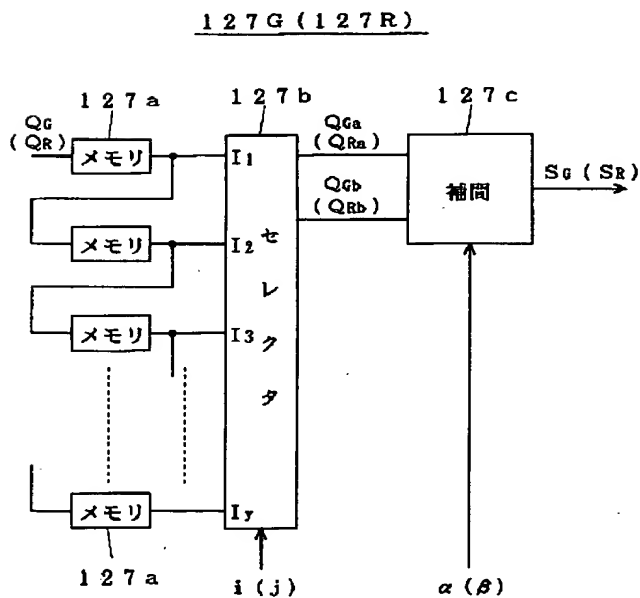 127G(127R)
127a
127b
127c
QG
(QR)
メモリ
I1
QGa
(QRa)
補間
SG(SR)
QGb
(QRb)
メモリ
I2
セレクタ
メモリ
I3
メモリ
Iy
127a
i(j)
α(β)